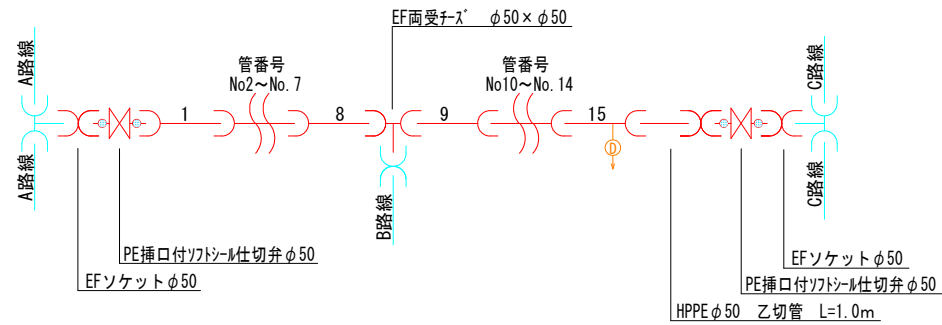 EF両受チーズ φ50×φ50
A路線
管番号
No2～No.7
管番号
No10～No.14
C路線
1
8
9
15
D
A路線
B路線
C路線
PE挿口付ソフトシール仕切弁φ50
EFソケットφ50
EFソケットφ50
PE挿口付ソフトシール仕切弁φ50
HPPEφ50 乙切管 L=1.0m